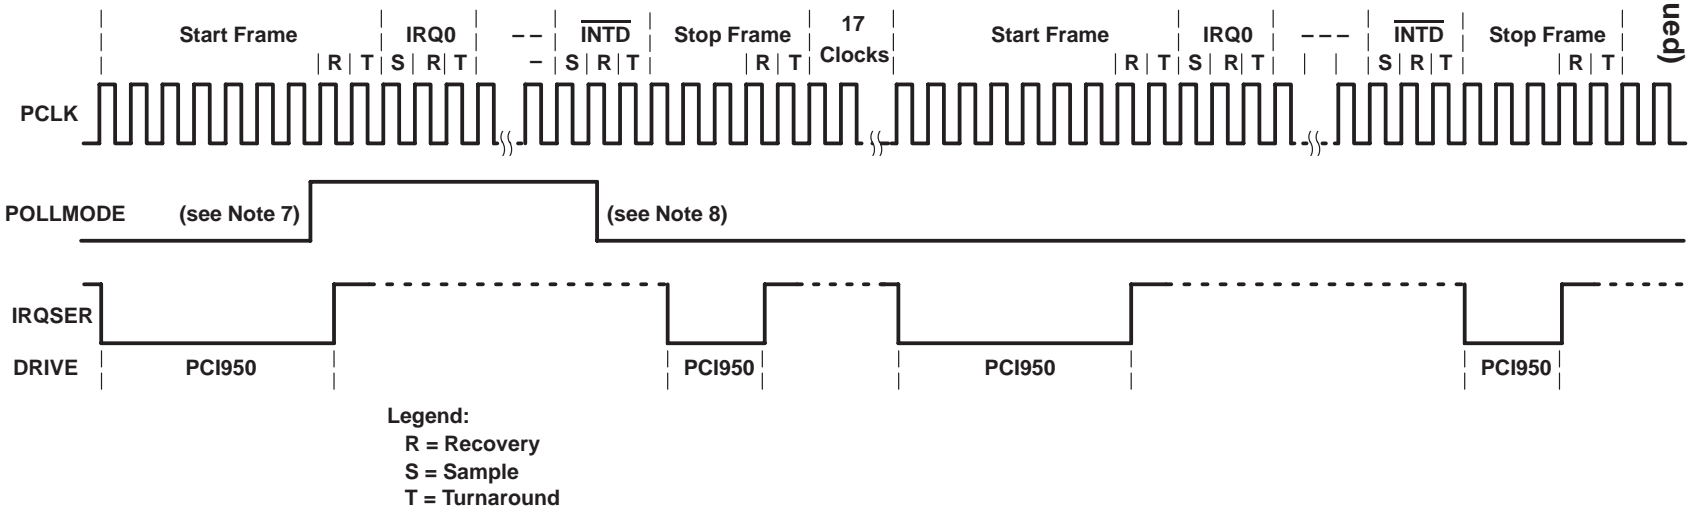 Start Frame IRQ0 – – INTD Stop Frame 17 Clocks Start Frame IRQ0 – – – INTD Stop Frame
R T S R T – S R T R T R T S R T S R T R T
ued)
PCLK
POLLMODE (see Note 7) (see Note 8)
IRQSER
DRIVE PCI950 PCI950 PCI950 PCI950
Legend:
R = Recovery
S = Sample
T = Turnaround